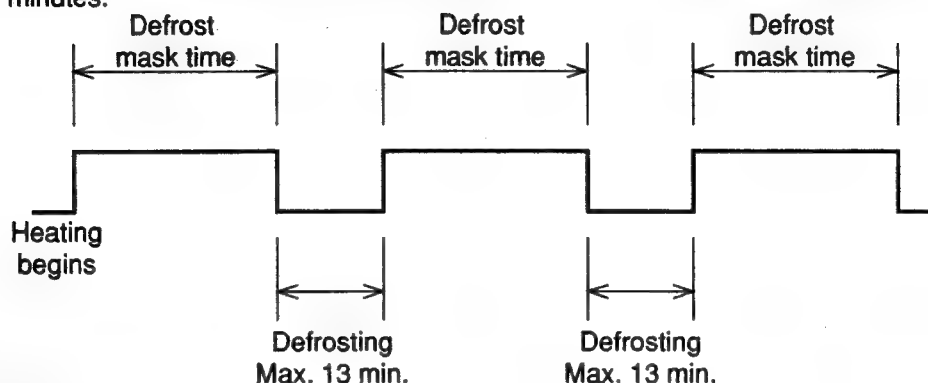 minutes.
Defrost
mask time
Defrost
mask time
Defrost
mask time
Heating
begins
Defrosting
Max. 13 min.
Defrosting
Max. 13 min.